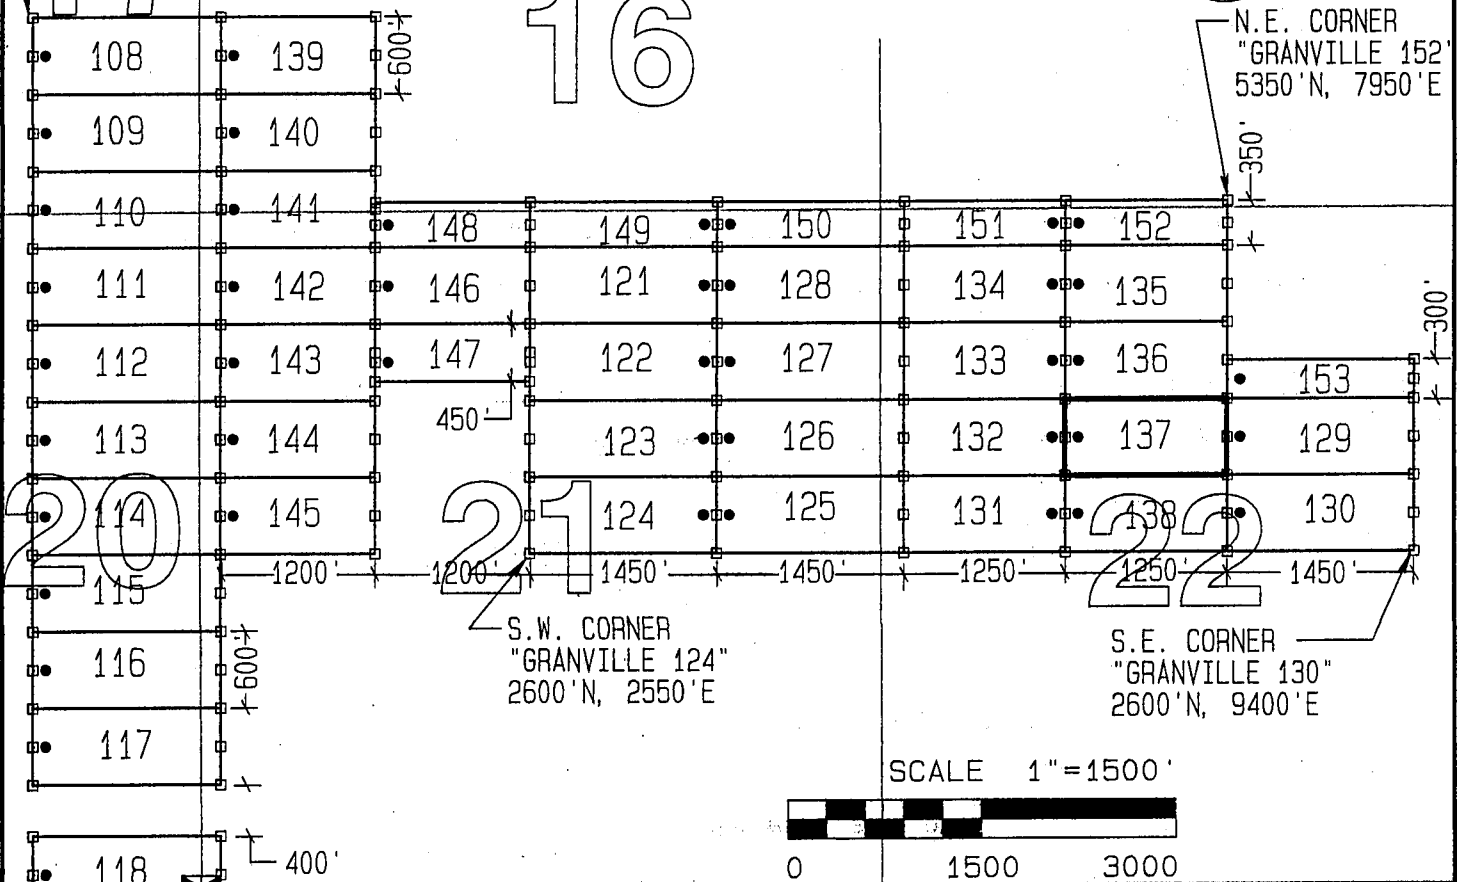 17
16
N.E. CORNER
"GRANVILLE 152"
5350'N, 7950'E
108 139 600'
109 140
350'
110 141 148 149 150 151 152
111 142 146 121 128 134 135
300'
112 143 147 122 127 133 136 153
450'
113 144 123 126 132 137 129
20 21 22
114 145 124 125 131 138 130
1200' 1200' 1450' 1450' 1250' 1250' 1450'
115
S.W. CORNER
"GRANVILLE 124"
2600'N, 2550'E
S.E. CORNER
"GRANVILLE 130"
2600'N, 9400'E
116 600'
117
SCALE 1"=1500'
118 400'
0 1500 3000